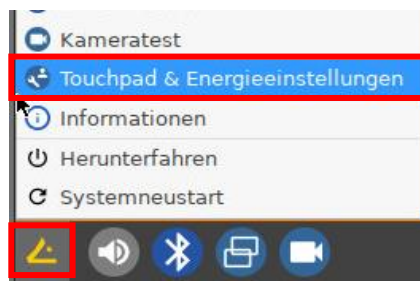 Kameratest
Touchpad & Energieeinstellungen
Informationen
Herunterfahren
Systemneustart